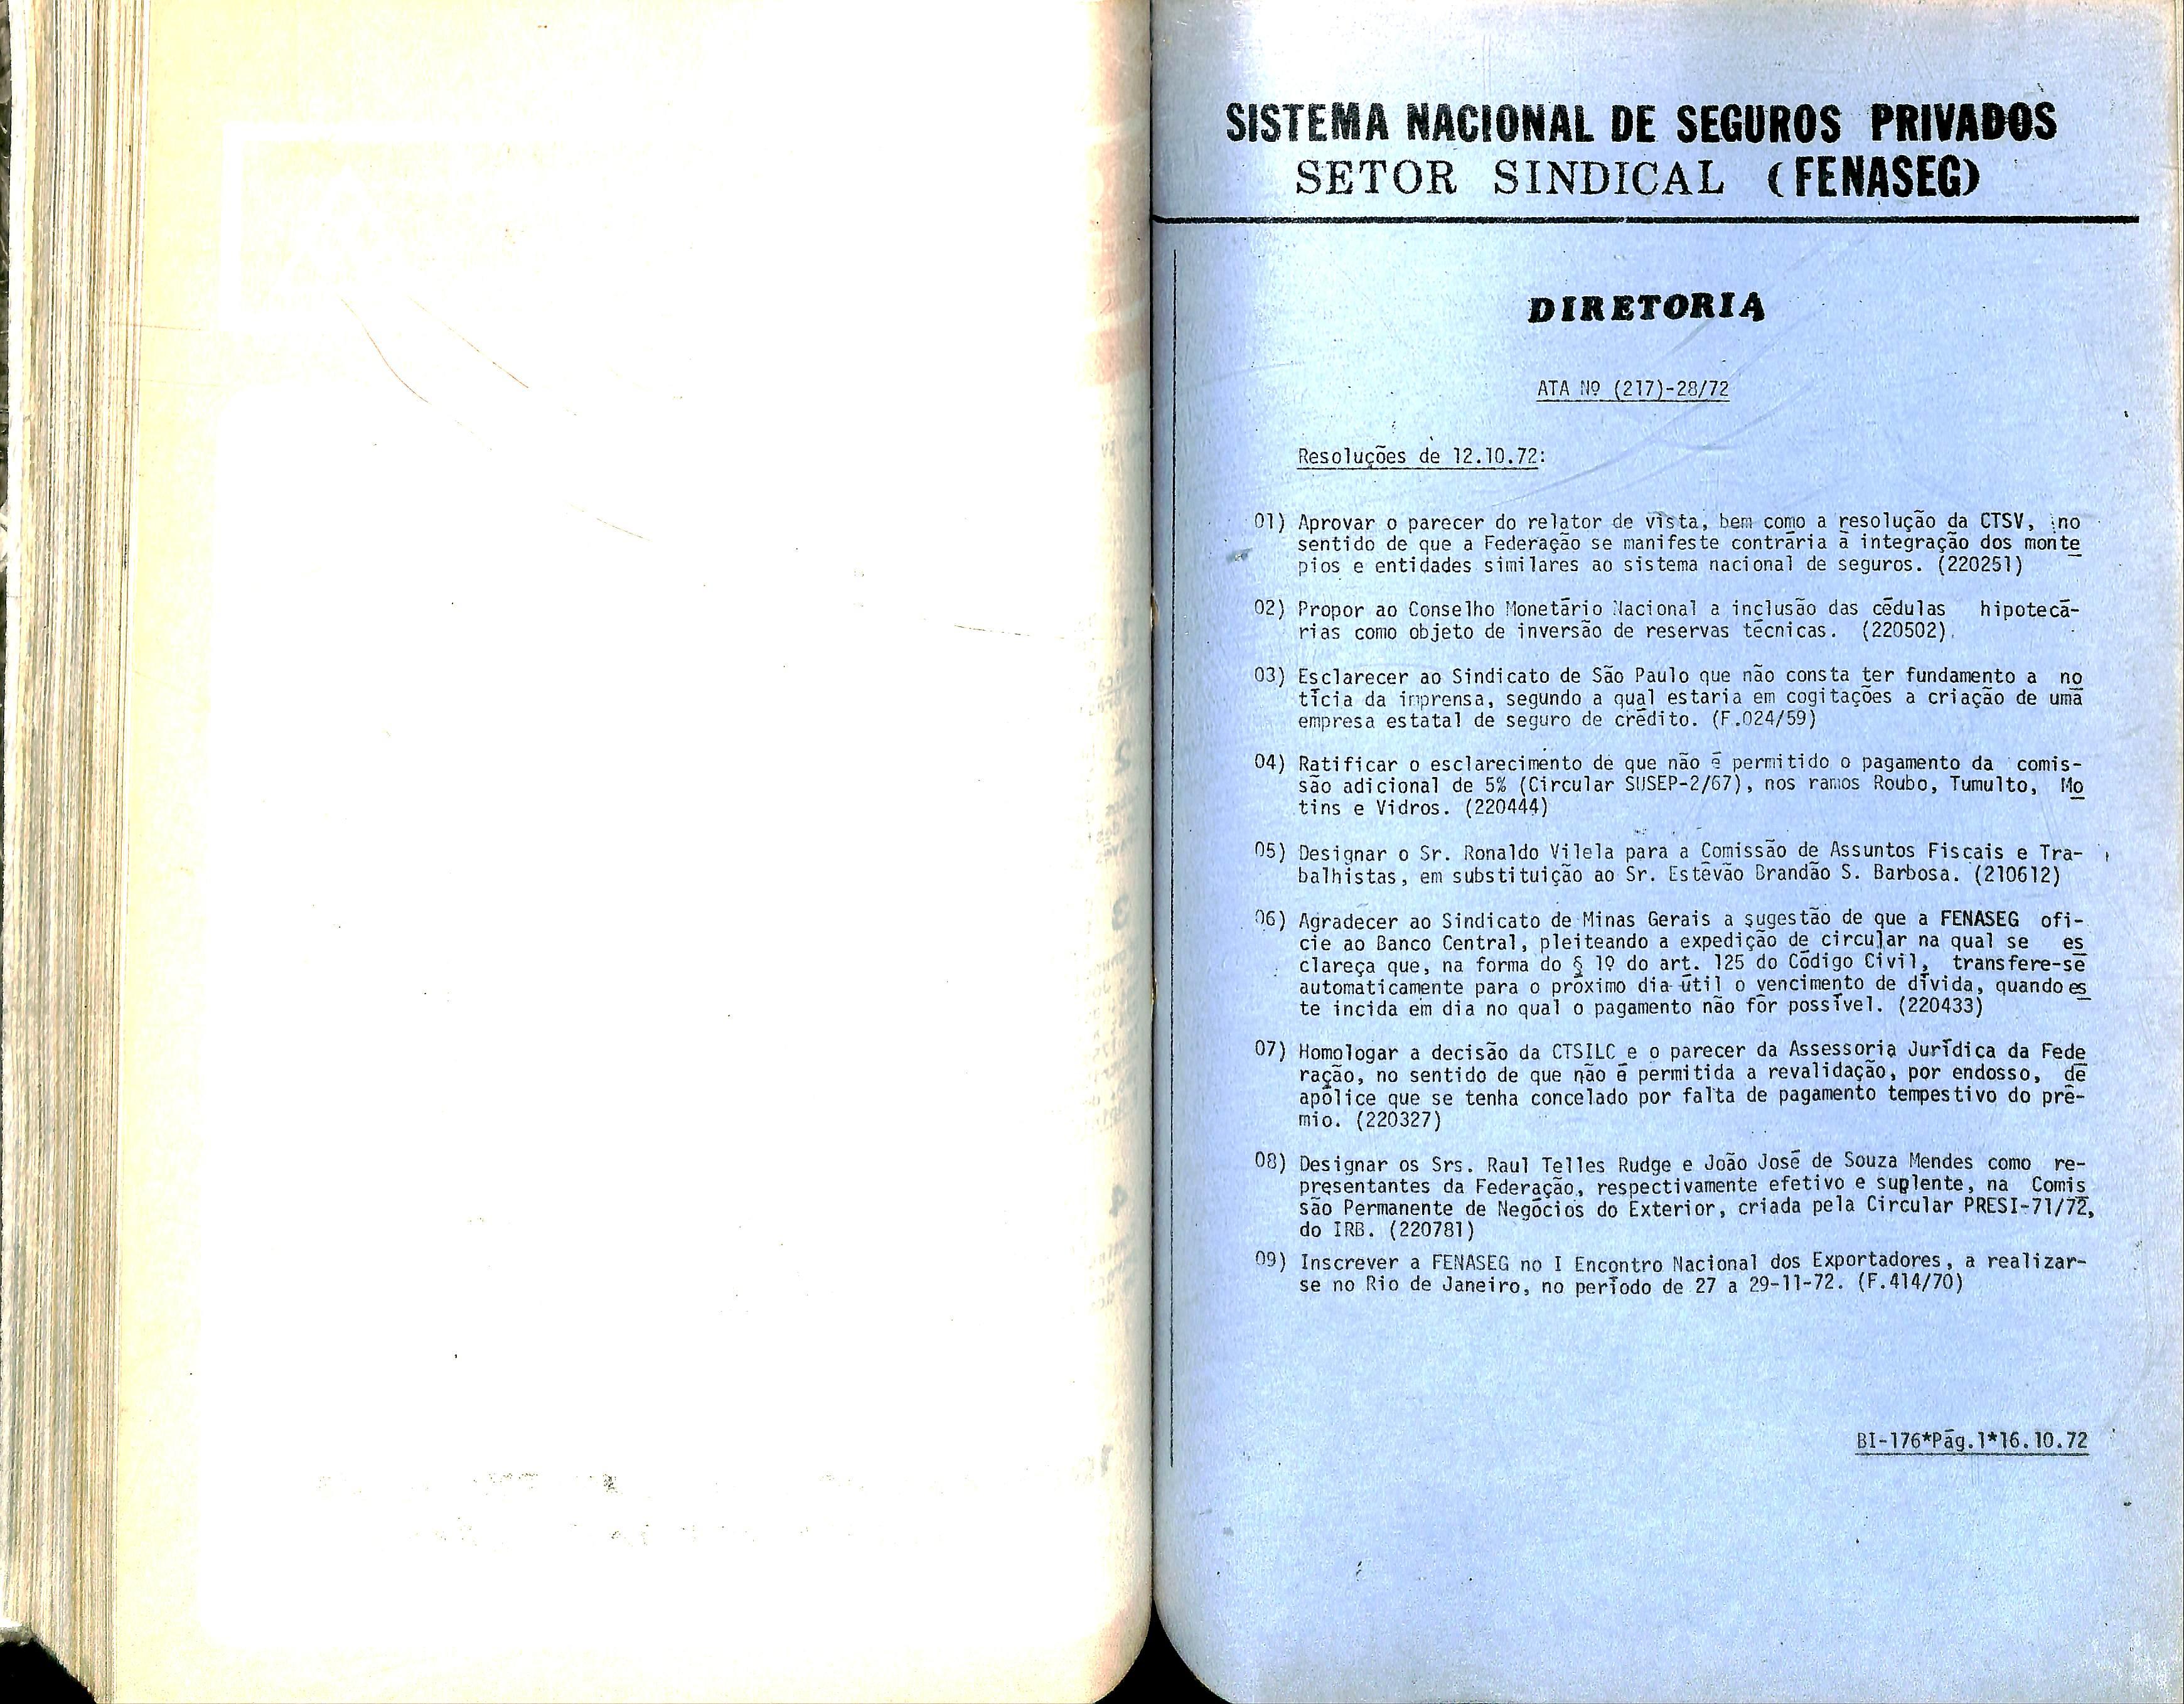 SISTEMA NACIONAL DE SEGUROS PRIVADOS
SETOR SINDICAL (FENASEG)
DIRETORIA
ATA Nº (217)-28/72
Resoluções de 12.10.72:
01) Aprovar o parecer do relator de vista, bem como a resolução da CTSV, no
sentido de que a Federação se manifeste contrária à integração dos monte
pios e entidades similares ao sistema nacional de seguros. (220251)
02) Propor ao Conselho Monetário Nacional a inclusão das cédulas hipotecá-
rias como objeto de inversão de reservas técnicas. (220502)
03) Esclarecer ao Sindicato de São Paulo que não consta ter fundamento a no
tícia da imprensa, segundo a qual estaria em cogitações a criação de uma
empresa estatal de seguro de crédito. (F.024/59)
04) Ratificar o esclarecimento de que não é permitido o pagamento da comis-
são adicional de 5% (Circular SUSEP-2/67), nos ramos Roubo, Tumulto, Mo
tins e Vidros. (220444)
05) Designar o Sr. Ronaldo Vilela para a Comissão de Assuntos Fiscais e Tra-
balhistas, em substituição ao Sr. Estevão Brandão S. Barbosa. (210612)
06) Agradecer ao Sindicato de Minas Gerais a sugestão de que a FENASEG ofi-
cie ao Banco Central, pleiteando a expedição de circular na qual se es
clareça que, na forma do § 1º do art. 125 do Código Civil, transfere-se
automaticamente para o próximo dia útil o vencimento de dívida, quando es
te incida em dia no qual o pagamento não fôr possível. (220433)
07) Homologar a decisão da CTSILC e o parecer da Assessoria Jurídica da Fede
ração, no sentido de que não é permitida a revalidação, por endosso, de
apólice que se tenha concelado por falta de pagamento tempestivo do prê-
mio. (220327)
08) Designar os Srs. Raul Telles Rudge e João José de Souza Mendes como re-
presentantes da Federação, respectivamente efetivo e suplente, na Comis
são Permanente de Negócios do Exterior, criada pela Circular PRESI-71/72,
do IRB. (220781)
09) Inscrever a FENASEG no I Encontro Nacional dos Exportadores, a realizar-
se no Rio de Janeiro, no período de 27 a 29-11-72. (F.414/70)
BI-176*Pág.1*16.10.72